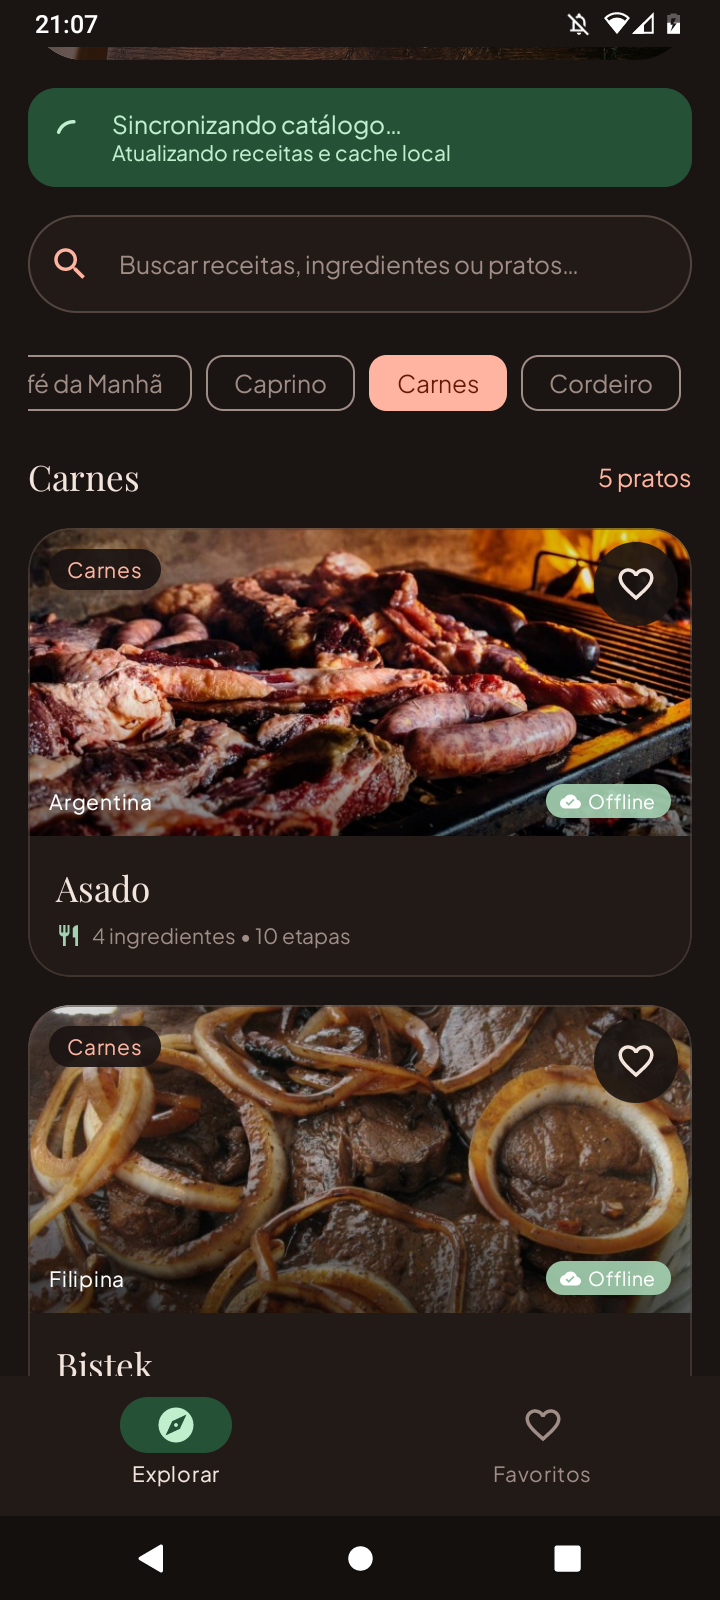 21:07
Sincronizando catálogo...
Atualizando receitas e cache local
Buscar receitas, ingredientes ou pratos...
fé da Manhã
Caprino
Carnes
Cordeiro
Carnes
5 pratos
Carnes
Argentina
Offline
Asado
4 ingredientes • 10 etapas
Carnes
Filipina
Offline
Bistek
Explorar
Favoritos